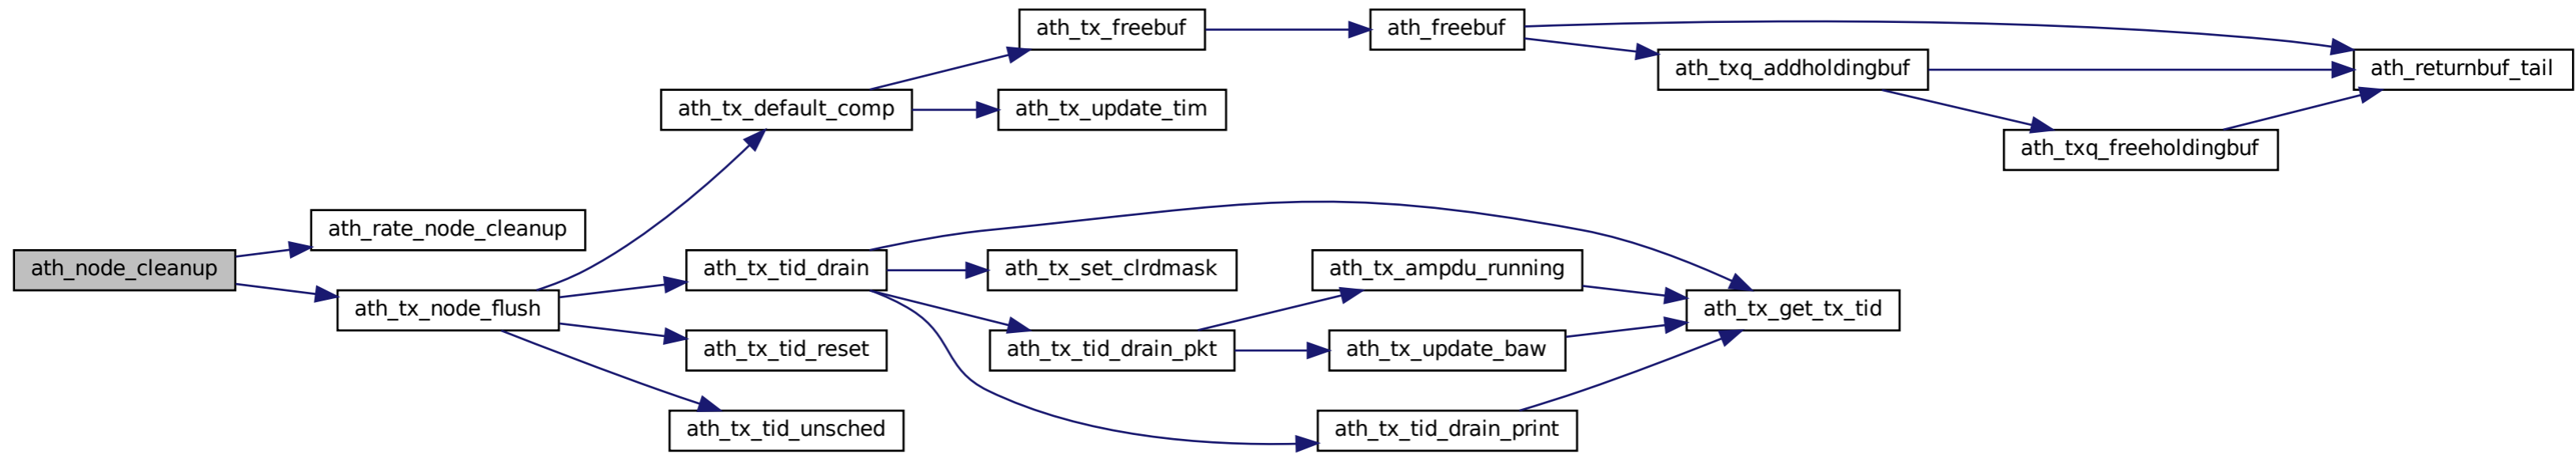 ath_tx_freebuf
ath_freebuf
ath_txq_addholdingbuf
ath_returnbuf_tail
ath_tx_default_comp
ath_tx_update_tim
ath_txq_freeholdingbuf
ath_rate_node_cleanup
ath_node_cleanup
ath_tx_tid_drain
ath_tx_set_clrdmask
ath_tx_ampdu_running
ath_tx_node_flush
ath_tx_get_tx_tid
ath_tx_tid_reset
ath_tx_tid_drain_pkt
ath_tx_update_baw
ath_tx_tid_unsched
ath_tx_tid_drain_print